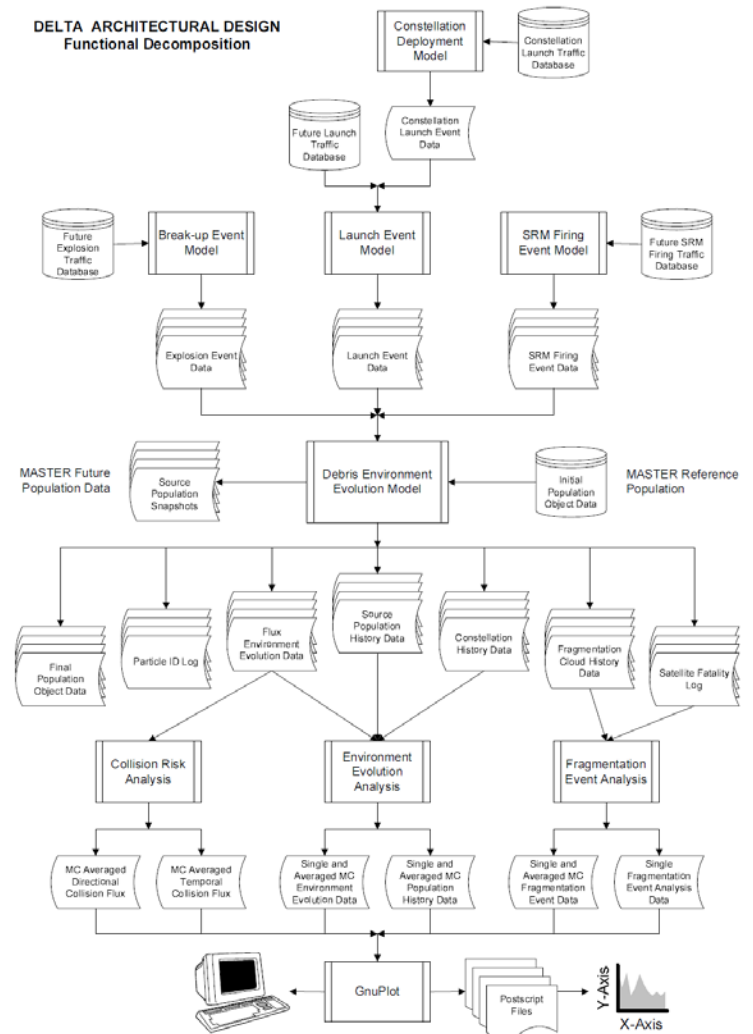 DELTA ARCHITECTURAL DESIGN
Functional Decomposition
Constellation
Deployment
Model
Constellation
Launch Traffic
Database
Future Launch
Traffic
Database
Constellation
Launch Event
Data
Future
Explosion
Traffic
Database
Break-up Event
Model
Launch Event
Model
SRM Firing
Event Model
Future SRM
Firing Traffic
Database
Explosion Event
Data
Launch Event
Data
SRM Firing
Event Data
MASTER Future
Population Data
Source
Population
Snapshots
Debris Environment
Evolution Model
Initial
Population
Object Data
MASTER Reference
Population
Final
Population
Object Data
Particle ID Log
Flux
Environment
Evolution Data
Source
Population
History Data
Constellation
History Data
Fragmentation
Cloud History
Data
Satellite Fatality
Log
Collision Risk
Analysis
Environment
Evolution
Analysis
Fragmentation
Event Analysis
MC Averaged
Directional
Collision Flux
MC Averaged
Temporal
Collision Flux
Single and
Averaged MC
Environment
Evolution Data
Single and
Averaged MC
Population
History Data
Single and
Averaged MC
Fragmentation
Event Data
Single
Fragmentation
Event Analysis
Data
GnuPlot
Postscript
Files
Y-Axis
X-Axis